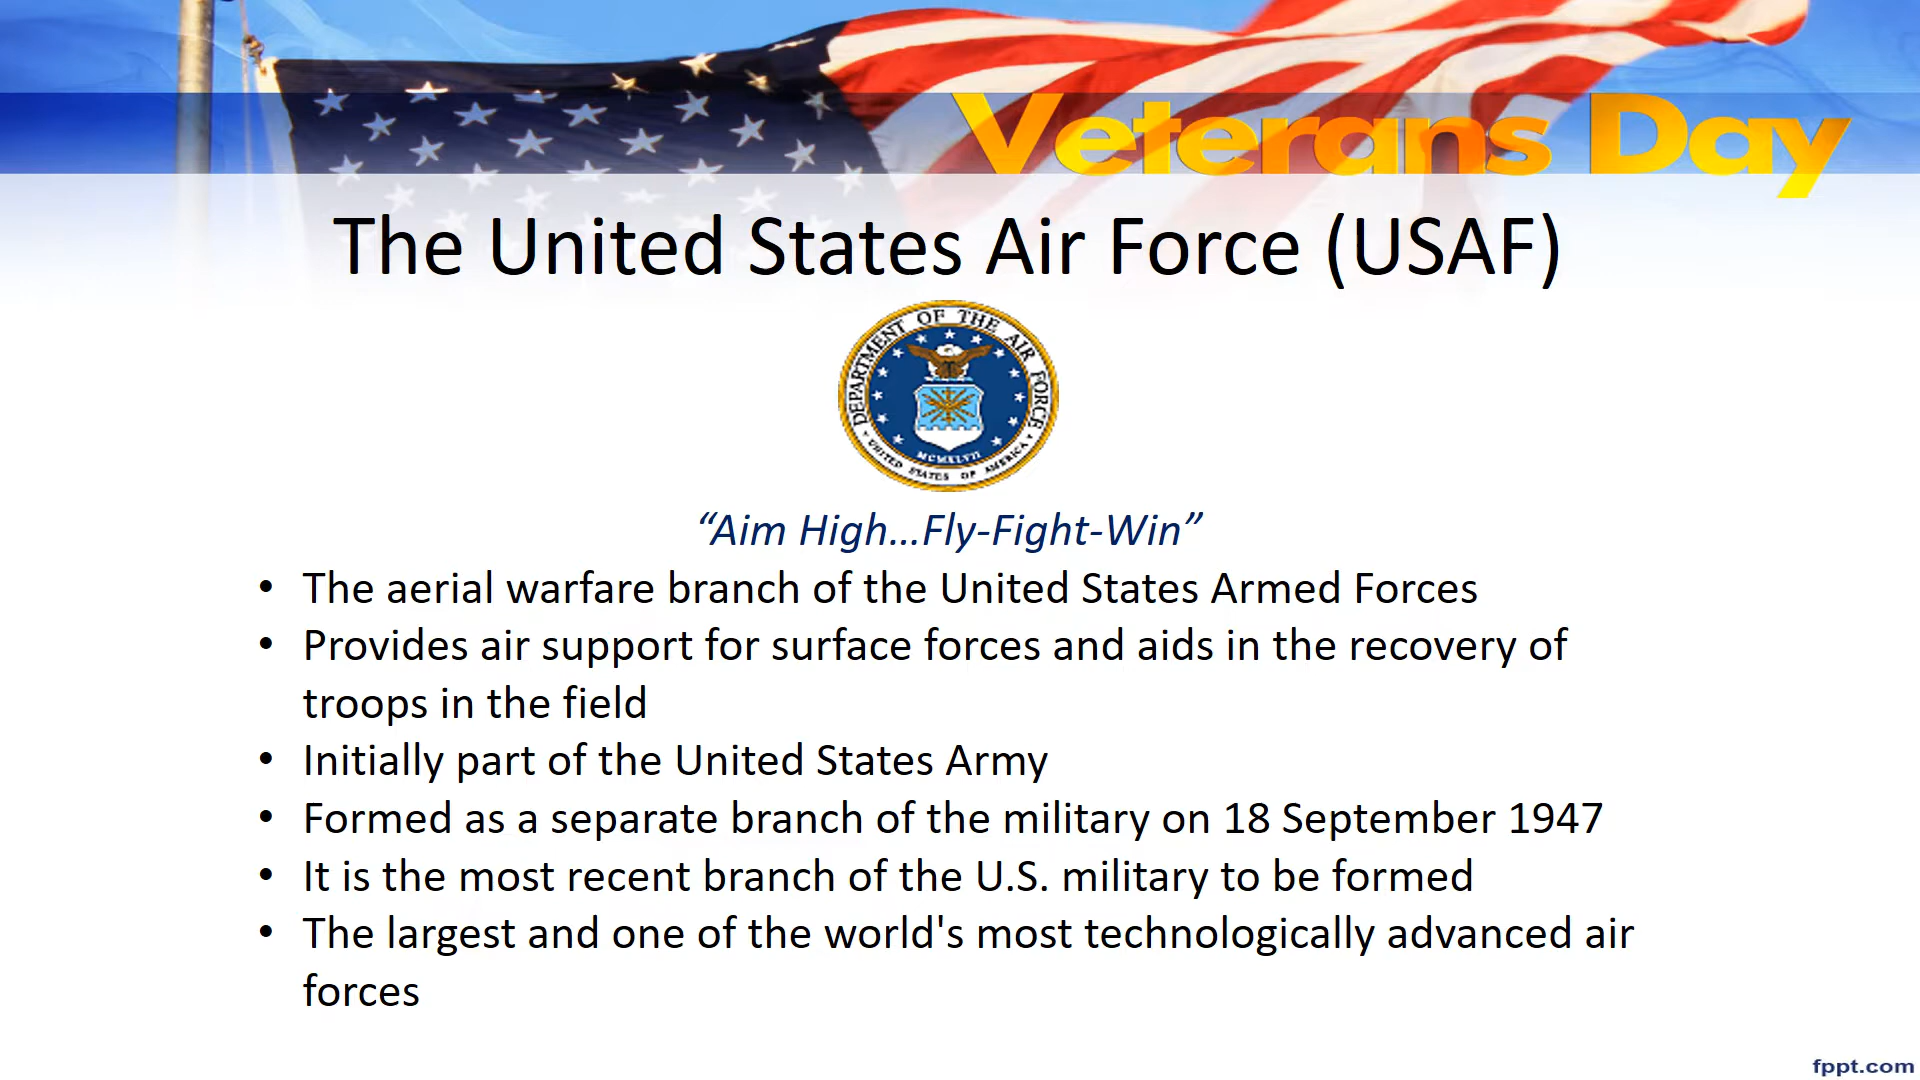 Veterans Day
The United States Air Force (USAF)
DEPARTMENT OF THE AIR FORCE
MCMXLVII
UNITED STATES OF AMERICA
“Aim High...Fly-Fight-Win”
• The aerial warfare branch of the United States Armed Forces
• Provides air support for surface forces and aids in the recovery of
troops in the field
• Initially part of the United States Army
• Formed as a separate branch of the military on 18 September 1947
• It is the most recent branch of the U.S. military to be formed
• The largest and one of the world's most technologically advanced air
forces
fppt.com